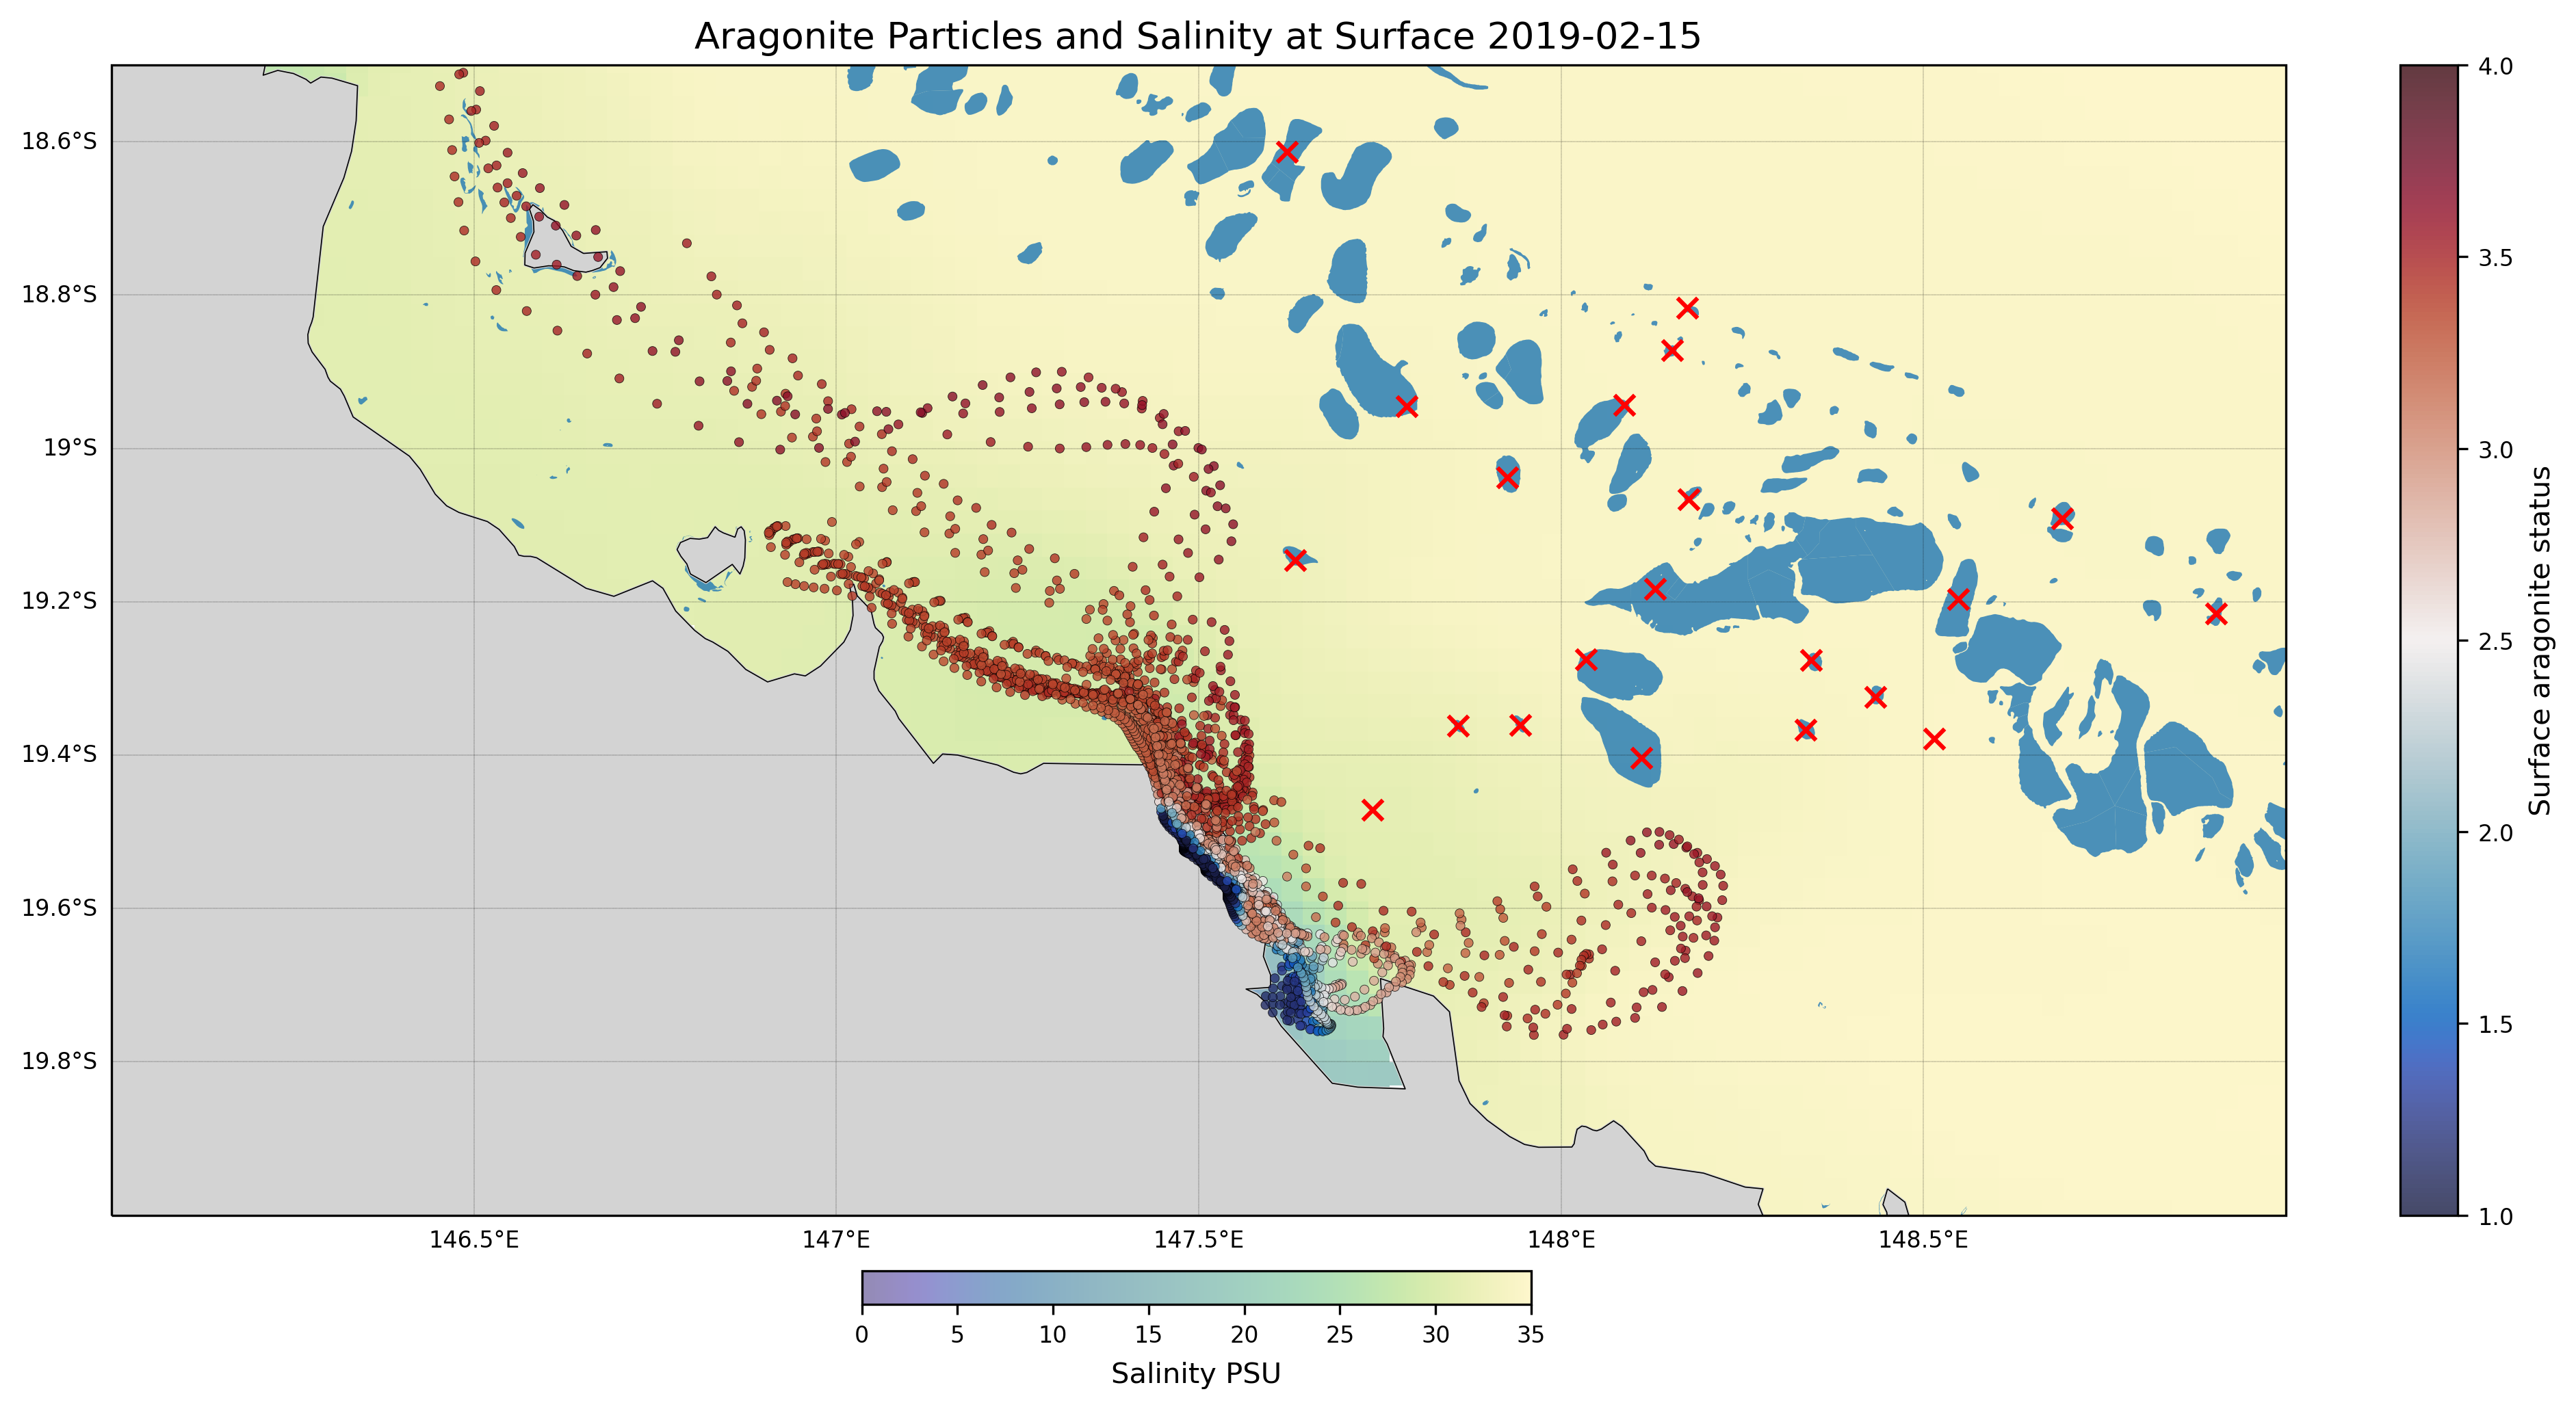 Aragonite Particles and Salinity at Surface 2019-02-15
18.6°S
18.8°S
19°S
19.2°S
19.4°S
19.6°S
19.8°S
146.5°E
147°E
147.5°E
148°E
148.5°E
4.0
3.5
3.0
2.5
2.0
1.5
1.0
Surface aragonite status
0
5
10
15
20
25
30
35
Salinity PSU